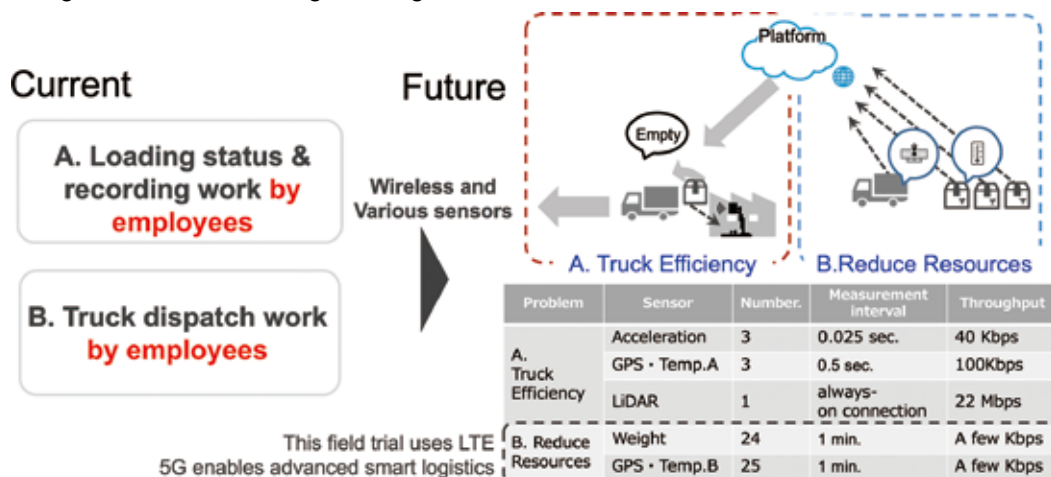 Current
A. Loading status &
recording work by
employees
B. Truck dispatch work
by employees
Future
Wireless and
Various sensors
Platform
Empty
A. Truck Efficiency
B.Reduce Resources
Problem Sensor Number. Measurement interval Throughput
A. Truck Efficiency
Acceleration 3 0.025 sec. 40 Kbps
GPS・Temp.A 3 0.5 sec. 100Kbps
LiDAR 1 always-on connection 22 Mbps
B. Reduce Resources
Weight 24 1 min. A few Kbps
GPS・Temp.B 25 1 min. A few Kbps
This field trial uses LTE
5G enables advanced smart logistics